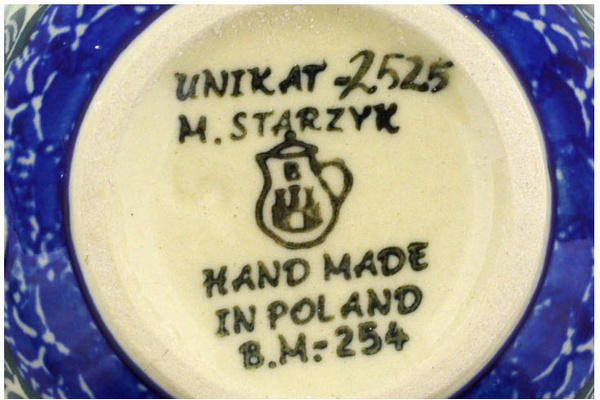 UNIKAT -2525
M. STARZYK
B
HAND MADE
IN POLAND
B.M.-254